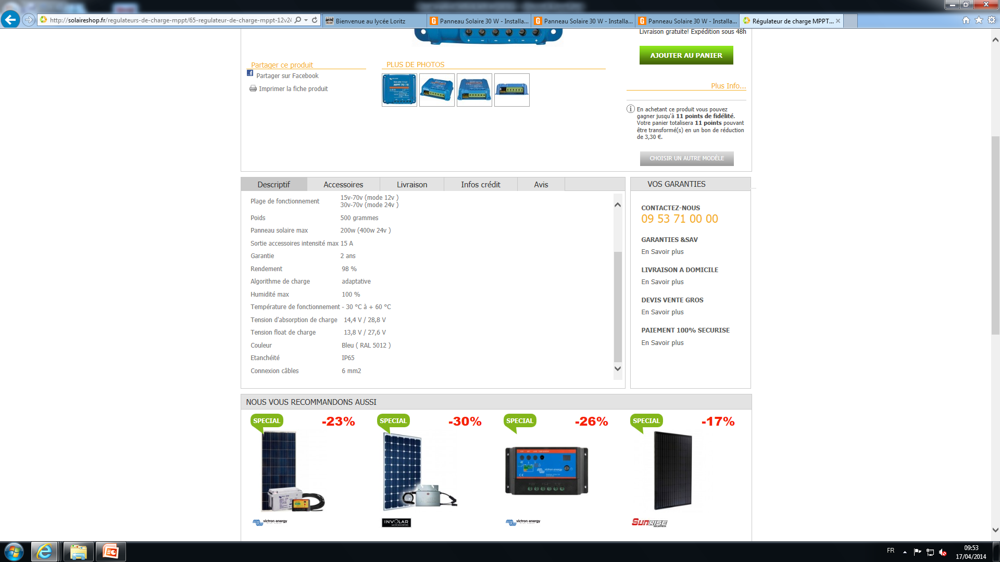 http://solaireshop.fr/regulateurs-de-charge-mppt/65-regulateur-de-charge-mppt-12v24
Bienvenue au lycée Loritz
Panneau Solaire 30 W - Installa...
Panneau Solaire 30 W - Installa...
Panneau Solaire 30 W - Installa...
Régulateur de charge MPPT...
Livraison gratuite! Expédition sous 48h
AJOUTER AU PANIER
Partager ce produit
Partager sur Facebook
Imprimer la fiche produit
PLUS DE PHOTOS
MPPT 70 | 15
Plus Info...
En achetant ce produit vous pouvez
gagner jusqu'à 11 points de fidélité.
Votre panier totalisera 11 points pouvant
être transformé(s) en un bon de réduction
de 3,30 €.
CHOISIR UN AUTRE MODÈLE
Descriptif Accessoires Livraison Infos crédit Avis
Plage de fonctionnement 15v-70v (mode 12v )
30v-70v (mode 24v )
Poids 500 grammes
Panneau solaire max 200w (400w 24v )
Sortie accessoires intensité max 15 A
Garantie 2 ans
Rendement 98 %
Algorithme de charge adaptative
Humidité max 100 %
Température de fonctionnement - 30 °C à + 60 °C
Tension d'absorption de charge 14,4 V / 28,8 V
Tension float de charge 13,8 V / 27,6 V
Couleur Bleu ( RAL 5012 )
Etanchéité IP65
Connexion câbles 6 mm2
VOS GARANTIES
CONTACTEZ-NOUS
09 53 71 00 00
GARANTIES &SAV
En Savoir plus
LIVRAISON A DOMICILE
En Savoir plus
DEVIS VENTE GROS
En Savoir plus
PAIEMENT 100% SECURISE
En Savoir plus
NOUS VOUS RECOMMANDONS AUSSI
SPECIAL -23%
SPECIAL -30%
SPECIAL -26%
SPECIAL -17%
victron energy
victron energy
INVOLAR
MICROINVERTERS
victron energy
SUNRISE
SOLARTECH
FR
09:53
17/04/2014